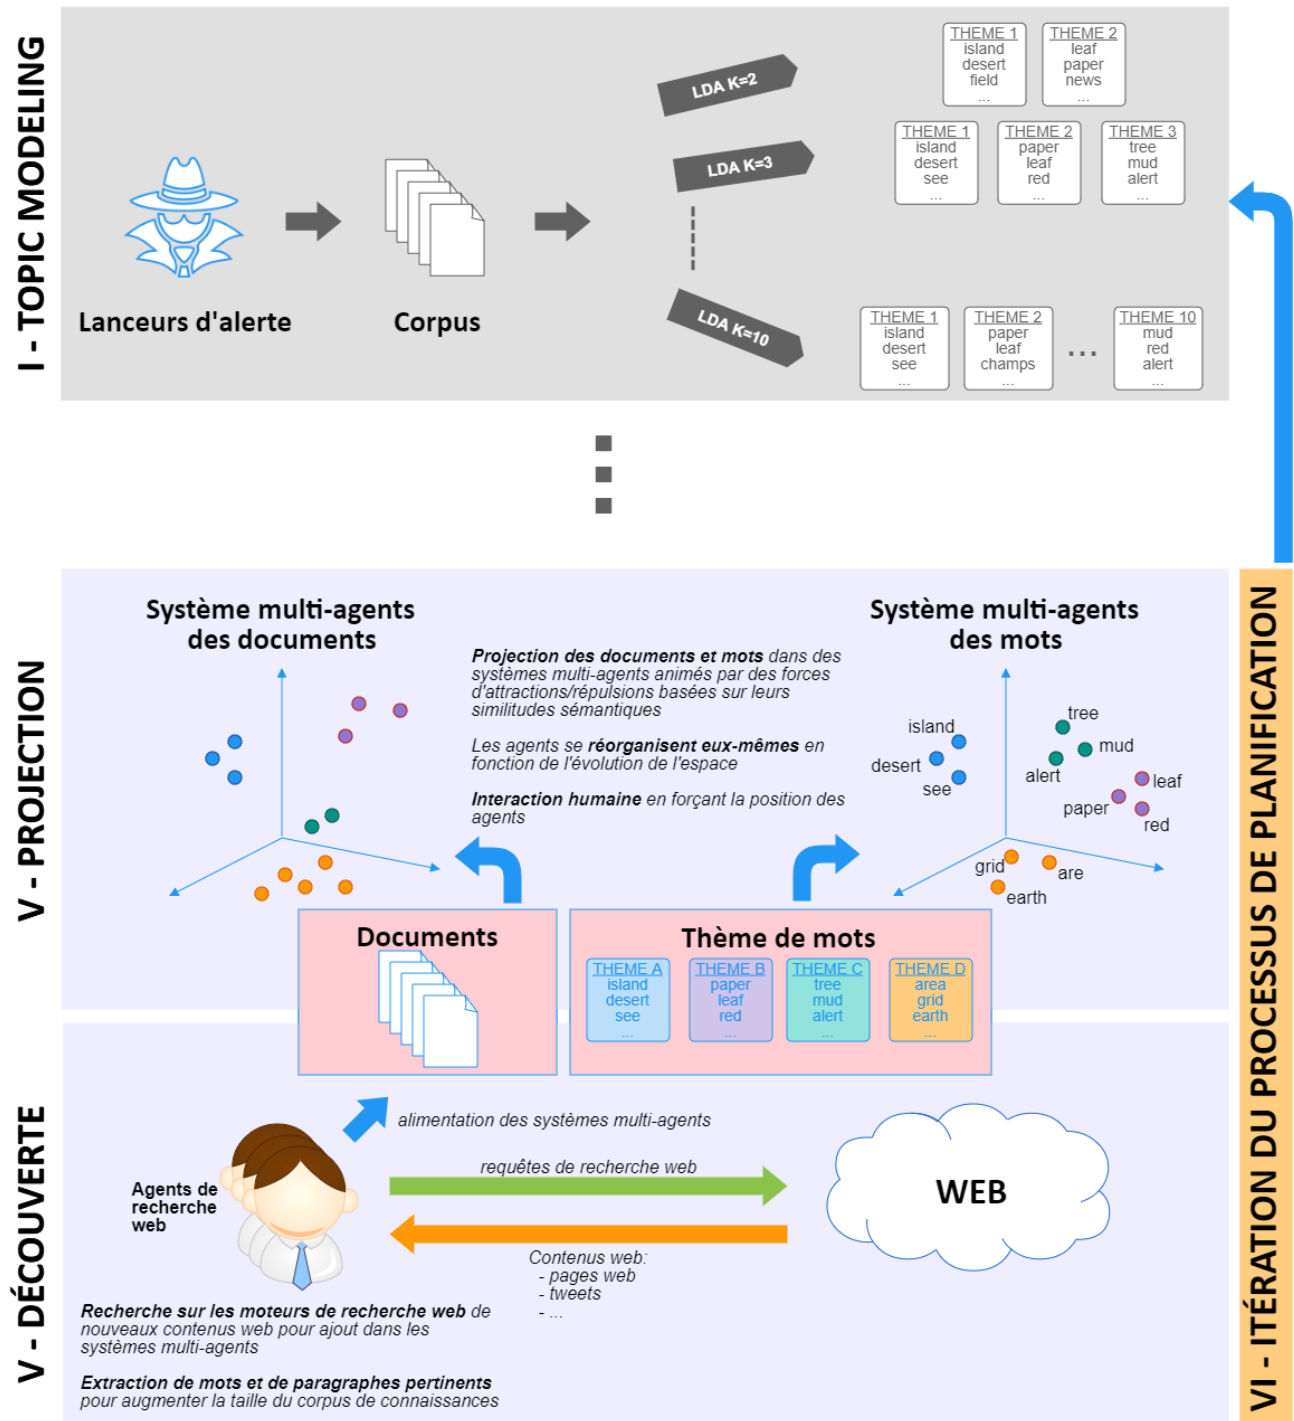 I - TOPIC MODELING
Lanceurs d'alerte
Corpus
LDA K=2
LDA K=3
LDA K=10
THEME 1
island
desert
field
...
THEME 2
leaf
paper
news
...
THEME 1
island
desert
see
...
THEME 2
paper
leaf
red
...
THEME 3
tree
mud
alert
...
THEME 1
island
desert
see
...
THEME 2
paper
leaf
champs
...
...
THEME 10
mud
red
alert
...
V - PROJECTION
Système multi-agents
des documents
Projection des documents et mots dans des
systèmes multi-agents animés par des forces
d'attractions/répulsions basées sur leurs
similitudes sémantiques
Les agents se réorganisent eux-mêmes en
fonction de l'évolution de l'espace
Interaction humaine en forçant la position des
agents
Système multi-agents
des mots
island
desert
see
tree
mud
alert
leaf
paper
red
grid
are
earth
Documents
Thème de mots
THEME A
island
desert
see
...
THEME B
paper
leaf
red
...
THEME C
tree
mud
alert
...
THEME D
area
grid
earth
...
V - DÉCOUVERTE
alimentation des systèmes multi-agents
requêtes de recherche web
Agents de
recherche
web
WEB
Contenus web:
- pages web
- tweets
- ...
Recherche sur les moteurs de recherche web de
nouveaux contenus web pour ajout dans les
systèmes multi-agents
Extraction de mots et de paragraphes pertinents
pour augmenter la taille du corpus de connaissances
VI - ITÉRATION DU PROCESSUS DE PLANIFICATION